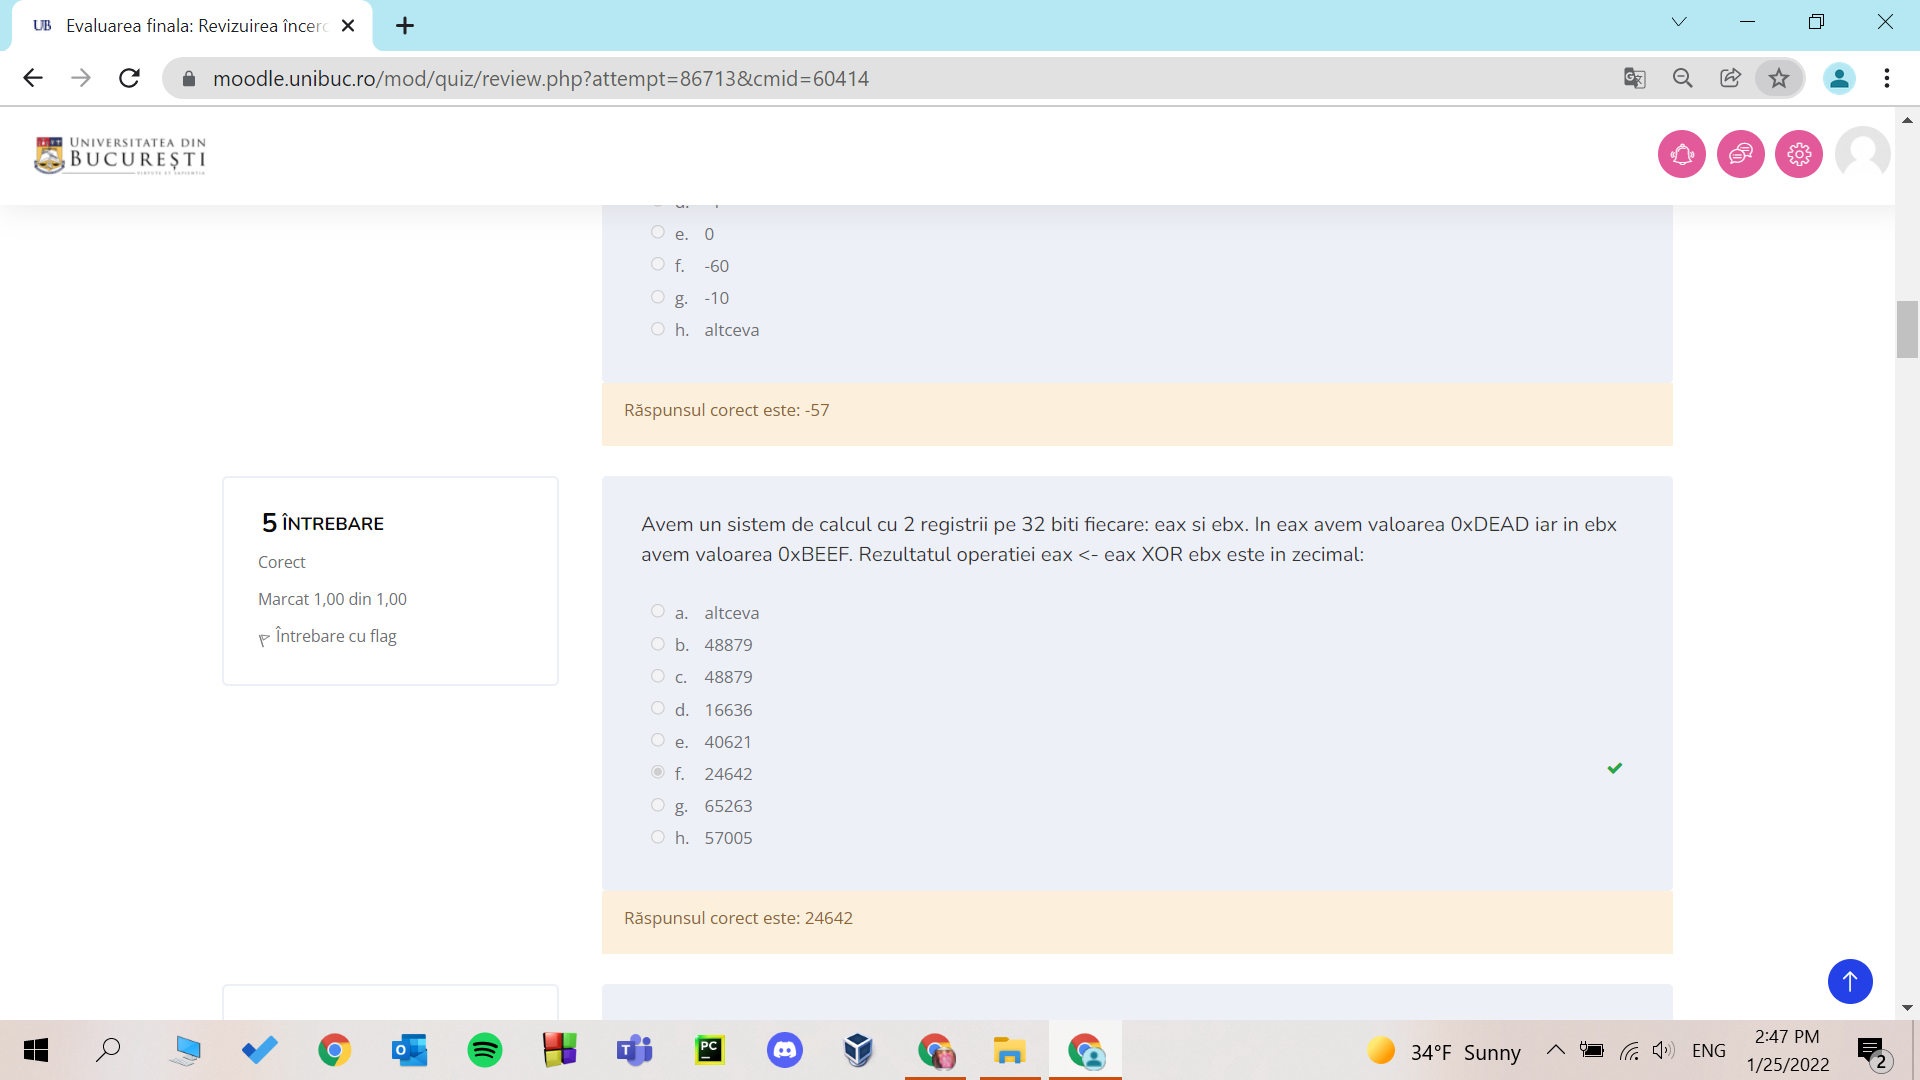 UB Evaluarea finala: Revizuirea încerc
moodle.unibuc.ro/mod/quiz/review.php?attempt=86713&cmid=60414
UNIVERSITATEA DIN
BUCUREȘTI
VIRTUTE ET SAPIENTIA
e. 0
f. -60
g. -10
h. altceva
Răspunsul corect este: -57
5 ÎNTREBARE
Corect
Marcat 1,00 din 1,00
Întrebare cu flag
Avem un sistem de calcul cu 2 registrii pe 32 biti fiecare: eax si ebx. In eax avem valoarea 0xDEAD iar in ebx
avem valoarea 0xBEEF. Rezultatul operatiei eax <- eax XOR ebx este in zecimal:
a. altceva
b. 48879
c. 48879
d. 16636
e. 40621
f. 24642
g. 65263
h. 57005
Răspunsul corect este: 24642
34°F Sunny
ENG
2:47 PM
1/25/2022
2